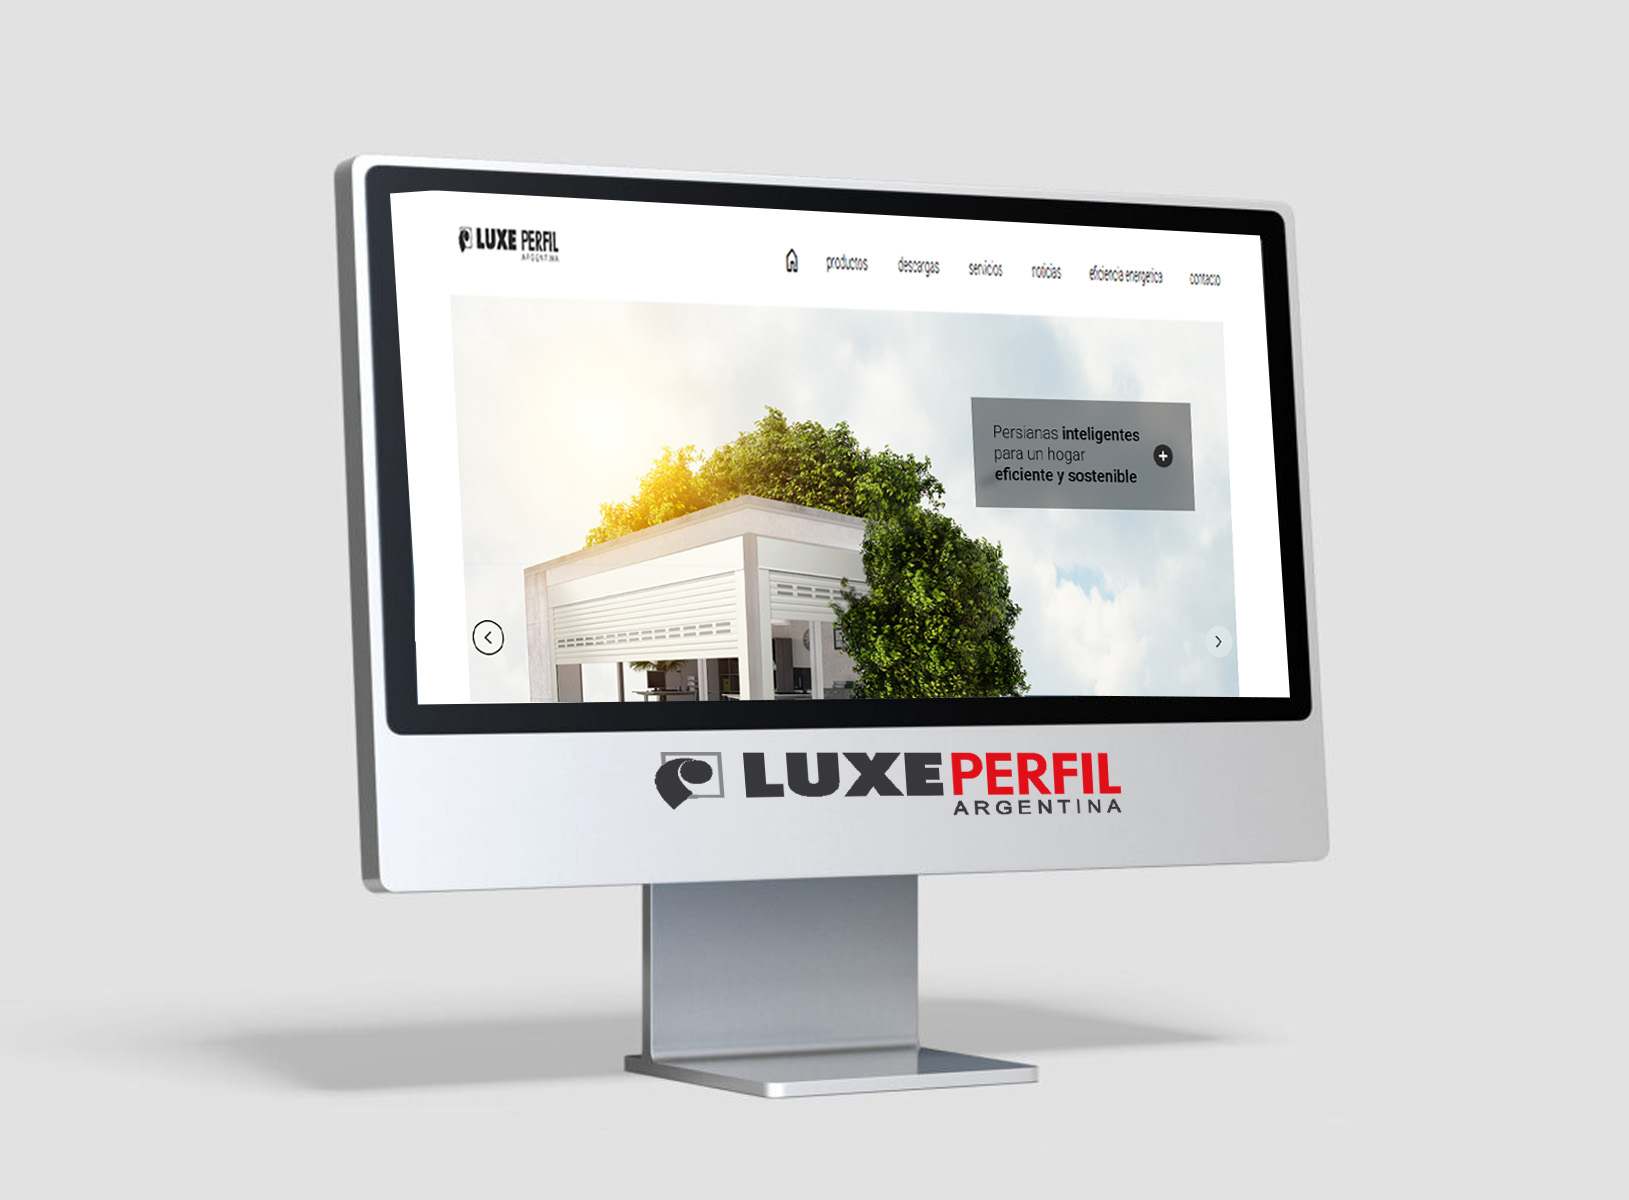 LUXE PERFIL
ARGENTINA
productos descargas servicios noticias eficiencia energetica contacto
Persianas inteligentes
para un hogar
eficiente y sostenible
LUXEPERFIL
ARGENTINA